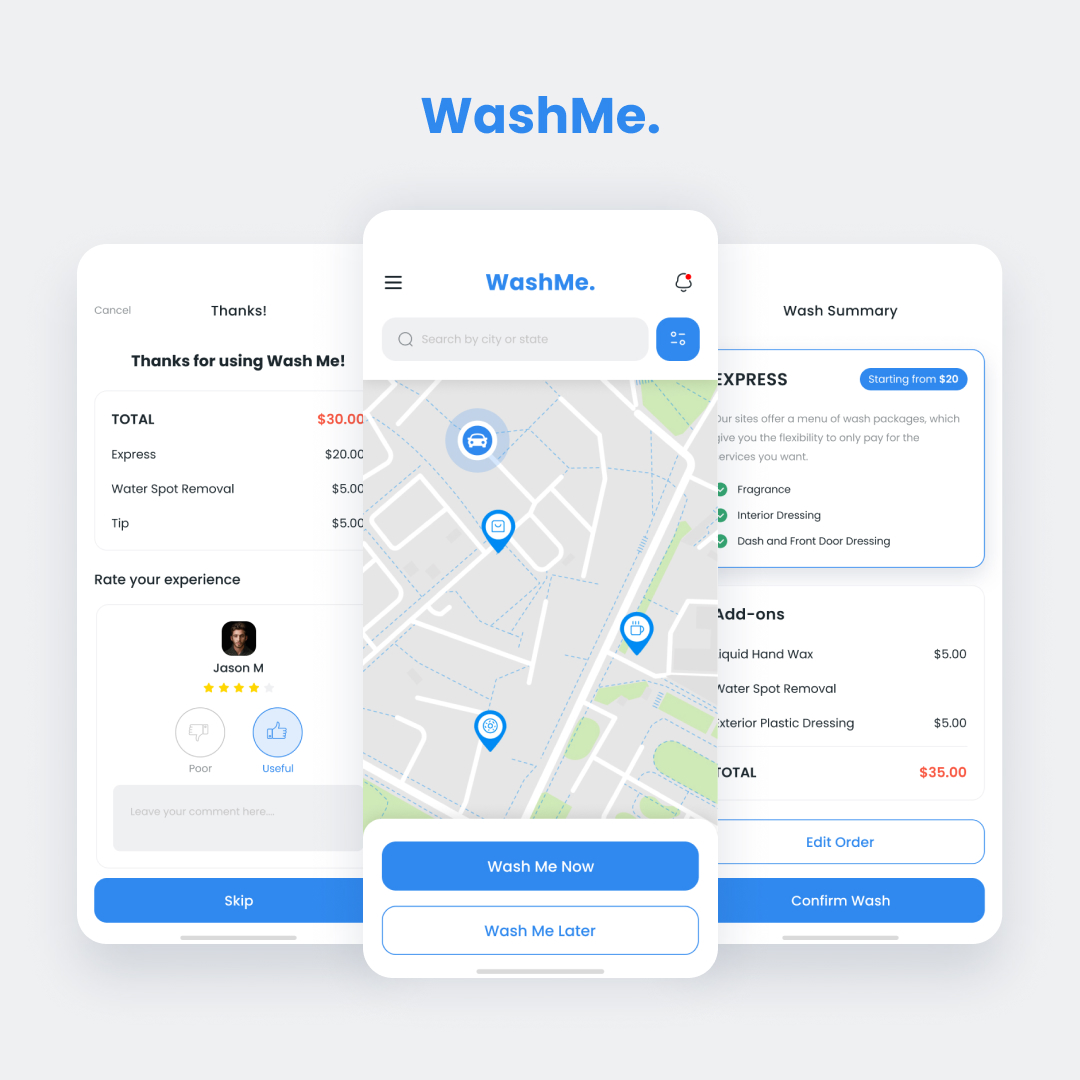 WashMe.
Cancel
Thanks!
Thanks for using Wash Me!
TOTAL $30.00
Express $20.00
Water Spot Removal $5.00
Tip $5.00
Rate your experience
Jason M
Poor
Useful
Leave your comment here...
Skip
WashMe.
Search by city or state
Wash Me Now
Wash Me Later
Wash Summary
EXPRESS
Starting from $20
Our sites offer a menu of wash packages, which
give you the flexibility to only pay for the
services you want.
Fragrance
Interior Dressing
Dash and Front Door Dressing
Add-ons
Liquid Hand Wax $5.00
Water Spot Removal
Exterior Plastic Dressing $5.00
TOTAL $35.00
Edit Order
Confirm Wash